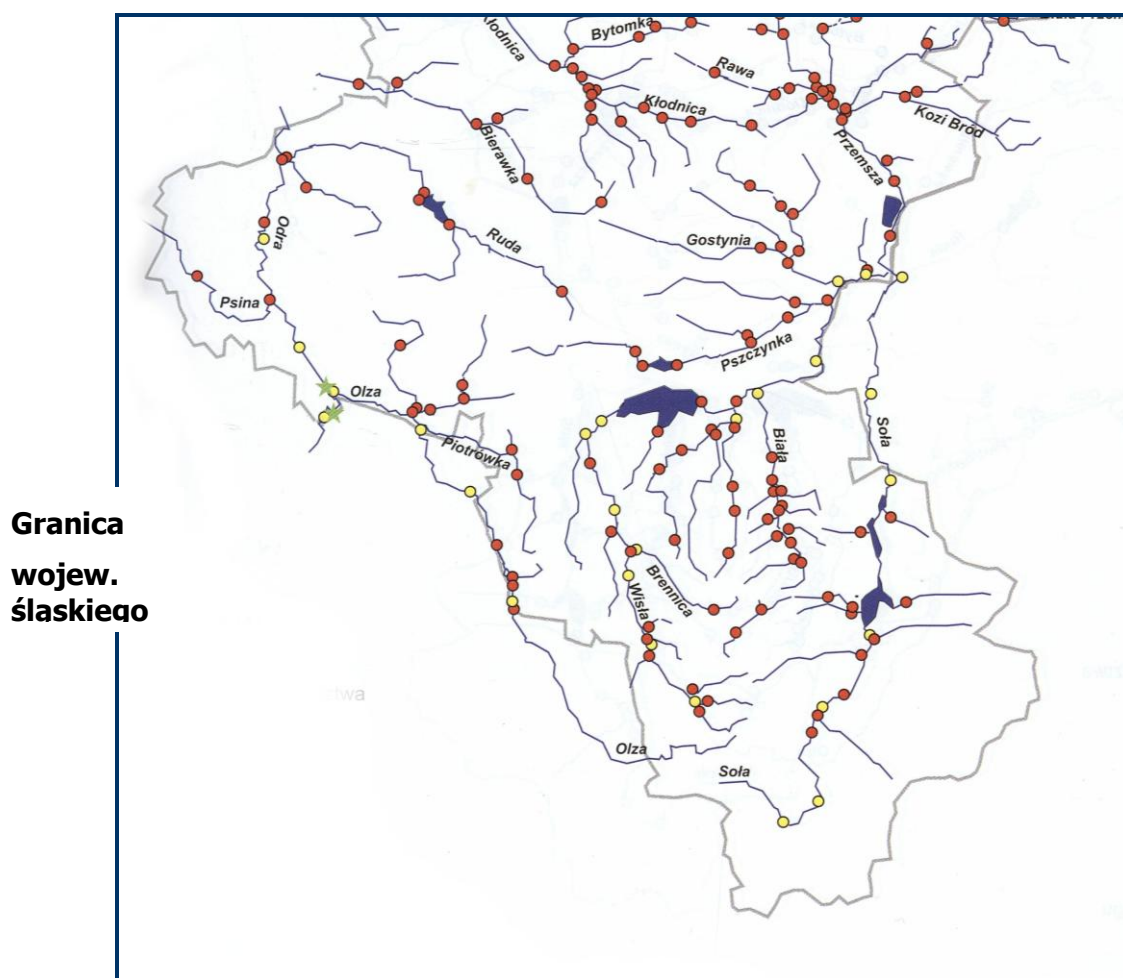 Kłodnica
Bytomka
Rawa
Kłodnica
Kozi Bród
Bierawka
Przemsza
Odra
Ruda
Gostynia
Psina
Pszczynka
Olza
Soła
Piotrówka
Biała
Granica
wojew.
śląskiego
Brennica
Wisła
ctwa
Olza
Soła